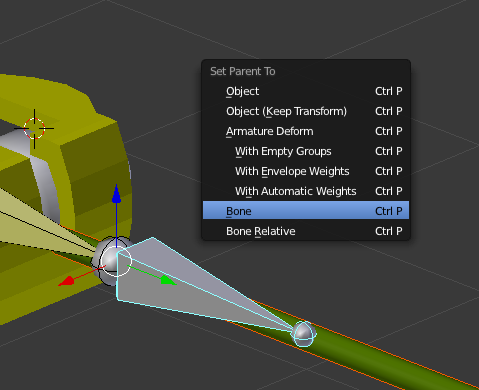 Set Parent To
Object Ctrl P
Object (Keep Transform) Ctrl P
Armature Deform Ctrl P
With Empty Groups Ctrl P
With Envelope Weights Ctrl P
With Automatic Weights Ctrl P
Bone Ctrl P
Bone Relative Ctrl P